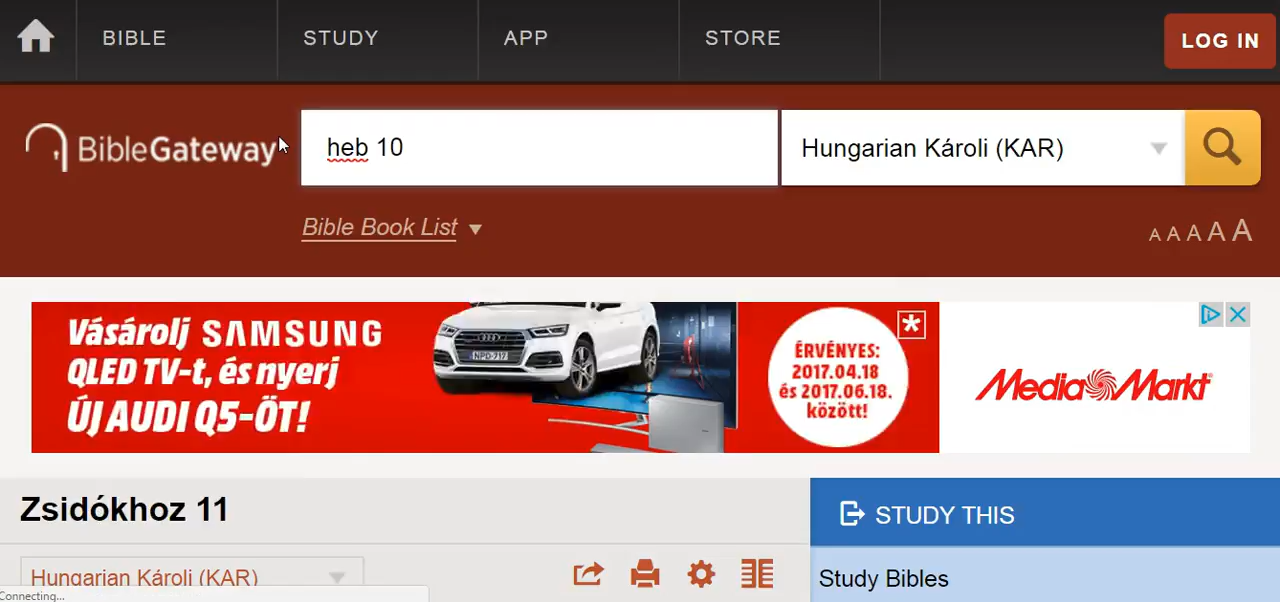 BIBLE STUDY APP STORE LOG IN
BibleGateway heb 10 Hungarian Károli (KAR)
Bible Book List
A A A A A
Vásárolj SAMSUNG
QLED TV-t, és nyerj
ÚJ AUDI Q5-ÖT!
NPD-717
*
ÉRVÉNYES:
2017.04.18
és 2017.06.18.
között!
MediaMarkt
Zsidókhoz 11
STUDY THIS
Hungarian Károli (KAR)
Study Bibles
Connecting...